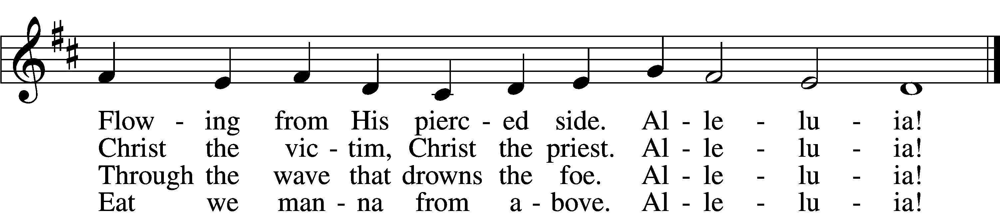 Flow - ing from His pierc - ed side. Al - le - lu - ia!
Christ the vic - tim, Christ the priest. Al - le - lu - ia!
Through the wave that drowns the foe. Al - le - lu - ia!
Eat we man - na from a - bove. Al - le - lu - ia!